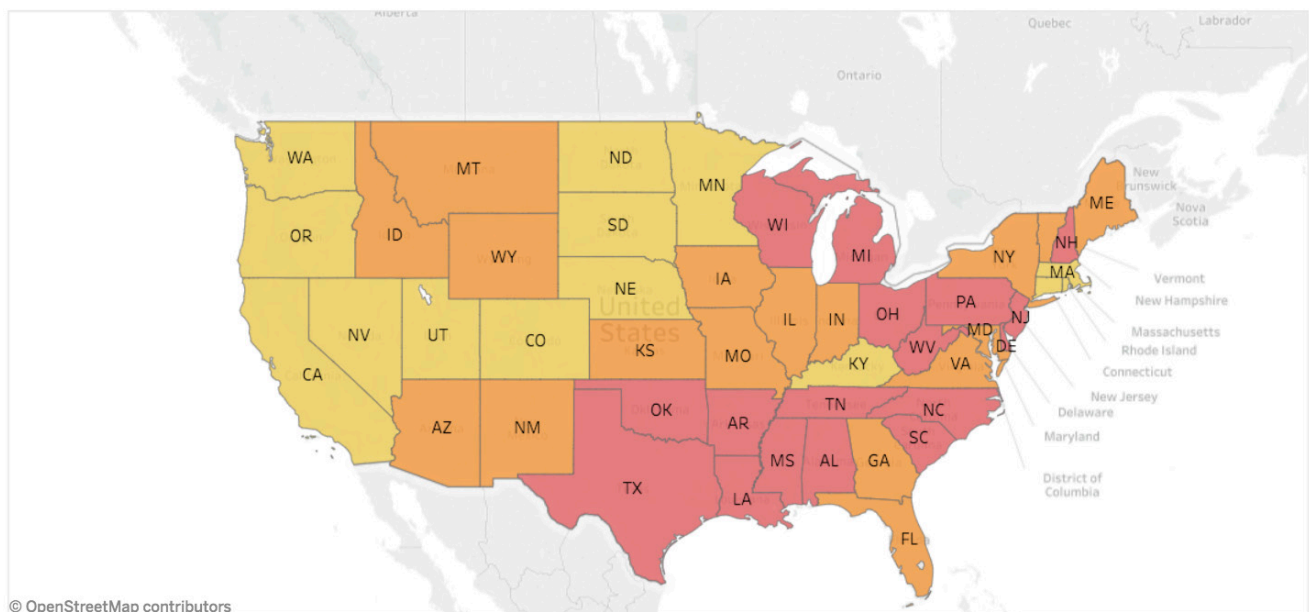 Alberta
Quebec
Labrador
Ontario
WA
MT
ND
MN
OR
ID
WY
SD
WI
MI
ME
New
Brunswick
Nova
Scotia
NH
NY
MA
Vermont
New Hampshire
Massachusetts
Rhode Island
Connecticut
New Jersey
Delaware
Maryland
District of
Columbia
NV
UT
CO
NE
United
States
IA
IL
IN
OH
PA
NJ
MD
DE
WV
VA
KY
KS
MO
CA
AZ
NM
OK
AR
TN
NC
SC
TX
LA
MS
AL
GA
FL
© OpenStreetMap contributors